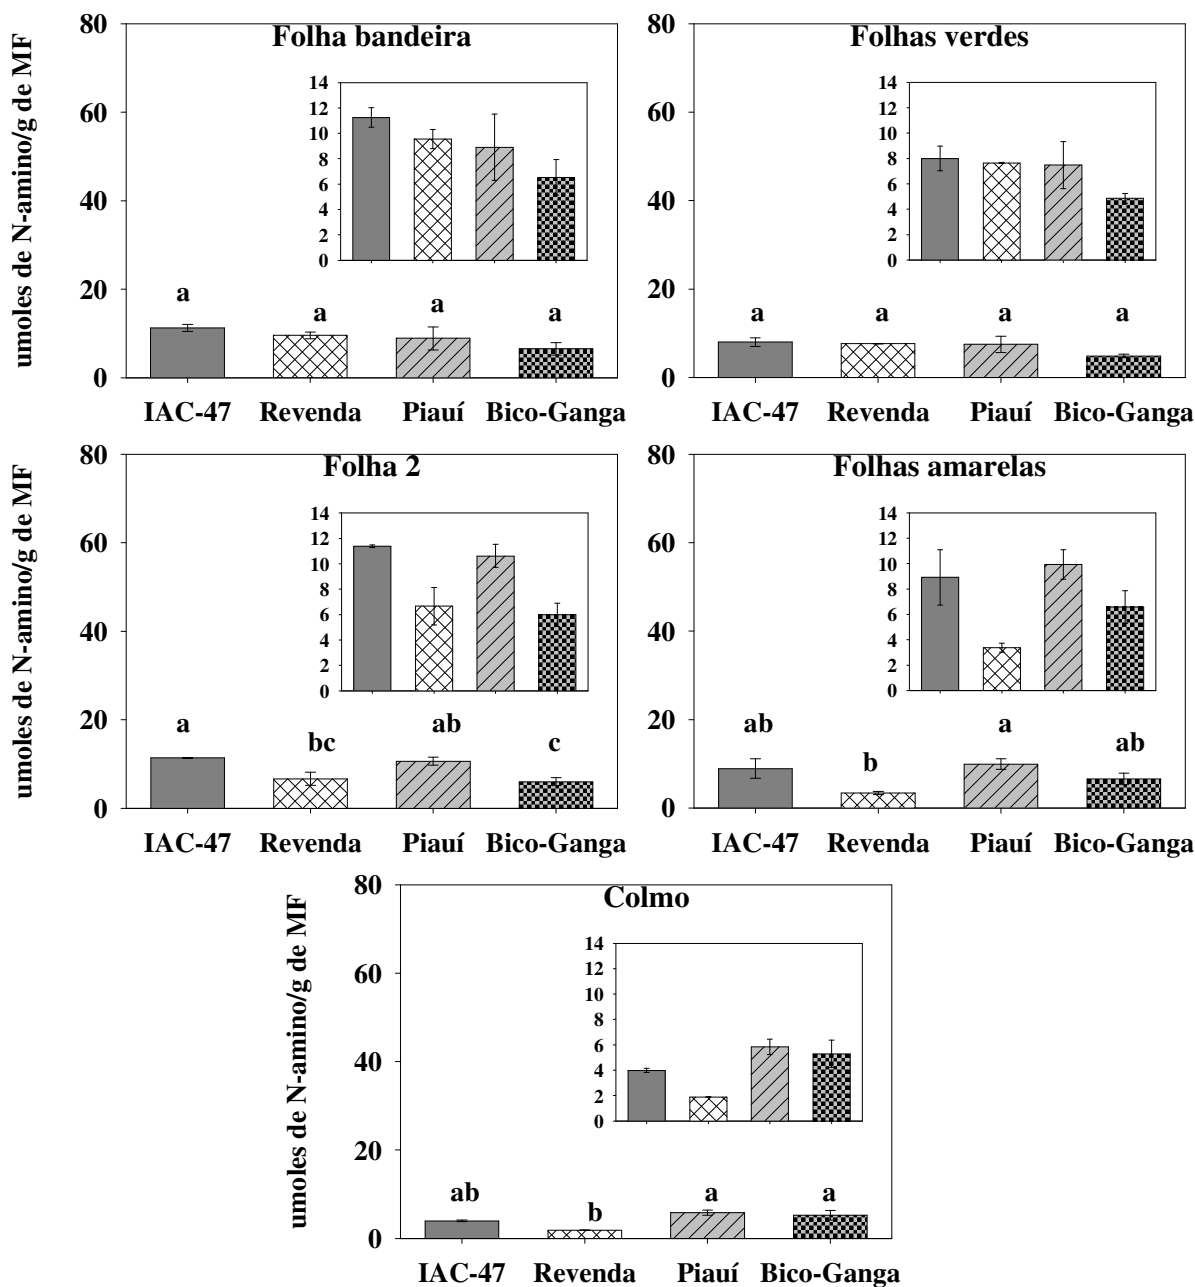 Folha bandeira
umoles de N-amino/g de MF
80
60
40
20
0
14
12
10
8
6
4
2
0
a
a
a
a
IAC-47 Revenda Piauí Bico-Ganga
Folhas verdes
80
60
40
20
0
14
12
10
8
6
4
2
0
a
a
a
a
IAC-47 Revenda Piauí Bico-Ganga
Folha 2
umoles de N-amino/g de MF
80
60
40
20
0
14
12
10
8
6
4
2
0
a
bc
ab
c
IAC-47 Revenda Piauí Bico-Ganga
Folhas amarelas
80
60
40
20
0
14
12
10
8
6
4
2
0
ab
b
a
ab
IAC-47 Revenda Piauí Bico-Ganga
Colmo
umoles de N-amino/g de MF
80
60
40
20
0
14
12
10
8
6
4
2
0
ab
b
a
a
IAC-47 Revenda Piauí Bico-Ganga